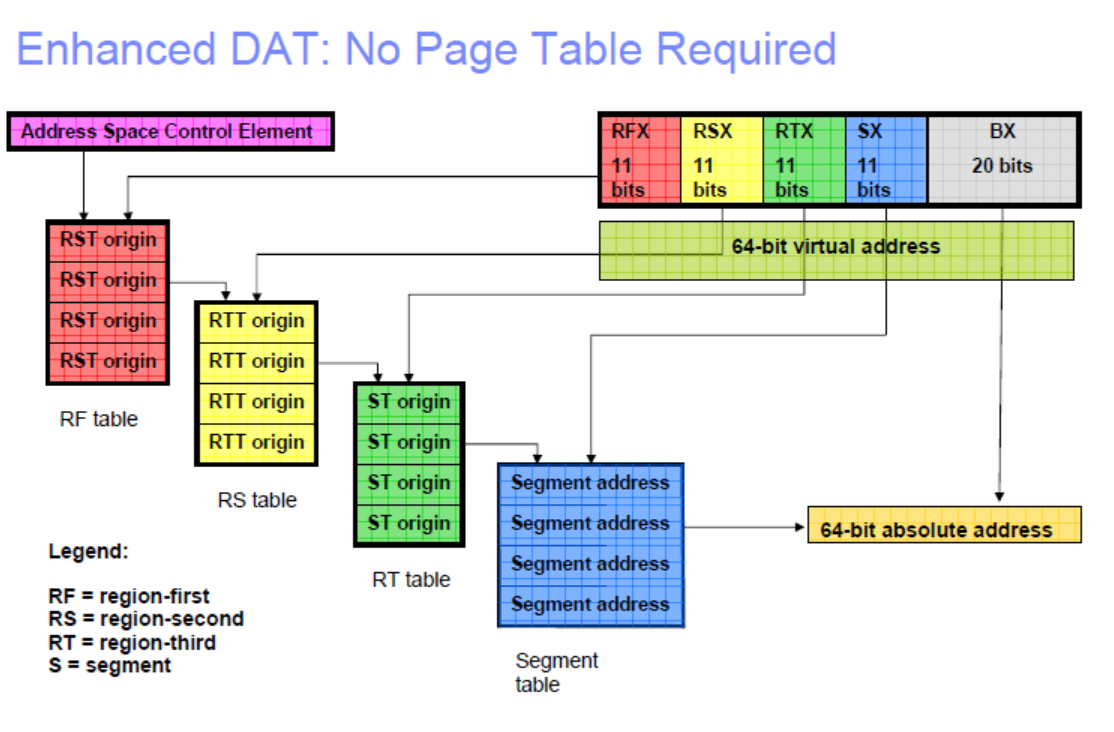 Enhanced DAT: No Page Table Required
Address Space Control Element
RFX
11
bits
RSX
11
bits
RTX
11
bits
SX
11
bits
BX
20 bits
64-bit virtual address
RST origin
RST origin
RST origin
RST origin
RF table
RTT origin
RTT origin
RTT origin
RTT origin
RS table
ST origin
ST origin
ST origin
ST origin
RT table
Segment address
Segment address
Segment address
Segment address
Segment
table
64-bit absolute address
Legend:
RF = region-first
RS = region-second
RT = region-third
S = segment